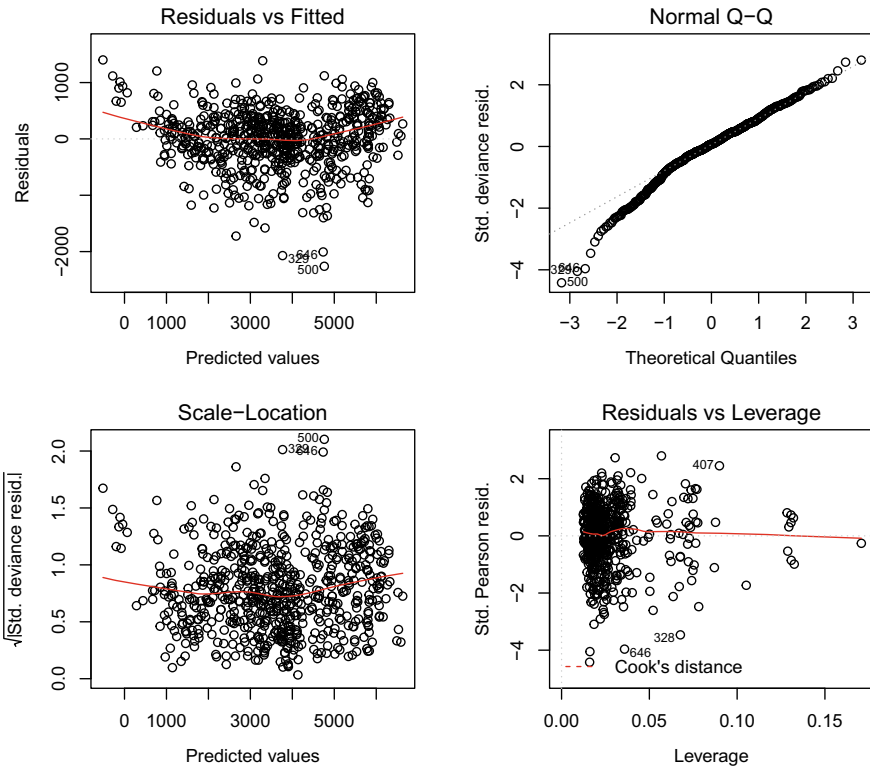 Residuals vs Fitted
Residuals
1000
0
−2000
0 1000 3000 5000
Predicted values
329
646
500
Normal Q−Q
Std. deviance resid.
2
0
−2
−4
−3 −2 −1 0 1 2 3
Theoretical Quantiles
329
646
500
Scale−Location
√|Std. deviance resid.|
2.0
1.5
1.0
0.5
0.0
0 1000 3000 5000
Predicted values
500
329
646
Residuals vs Leverage
Std. Pearson resid.
2
0
−2
−4
0.00 0.05 0.10 0.15
Leverage
407
328
646
Cook's distance